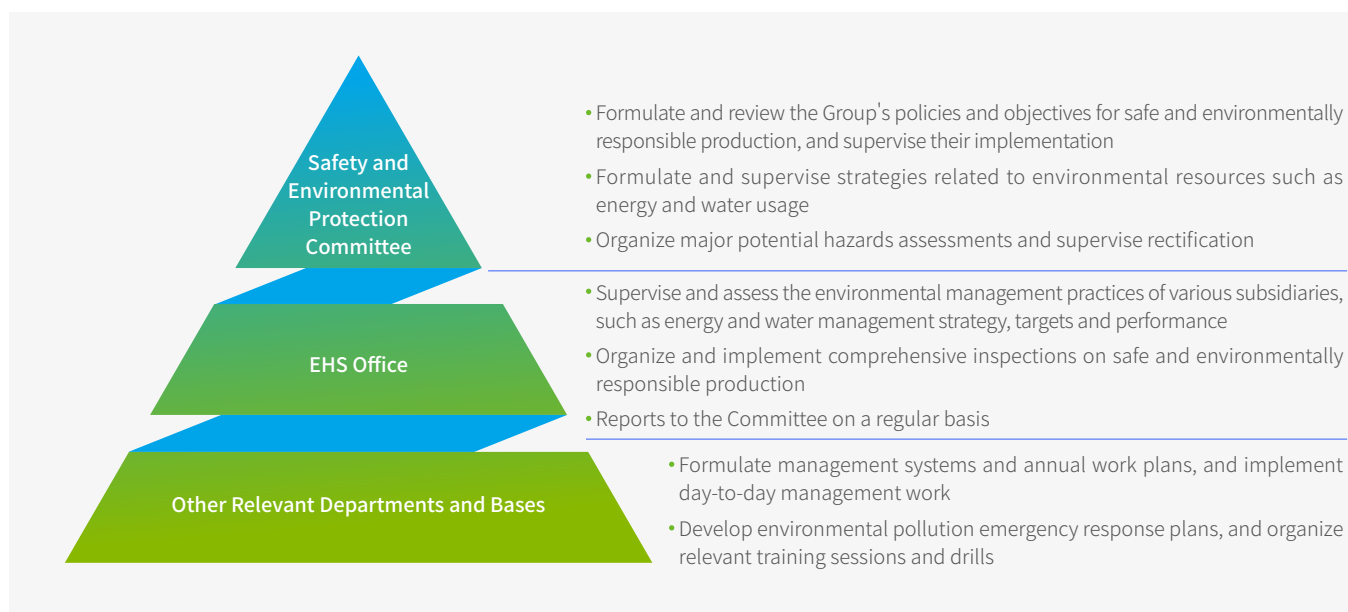 Safety and
Environmental
Protection
Committee
• Formulate and review the Group's policies and objectives for safe and environmentally
responsible production, and supervise their implementation
• Formulate and supervise strategies related to environmental resources such as
energy and water usage
• Organize major potential hazards assessments and supervise rectification
EHS Office
• Supervise and assess the environmental management practices of various subsidiaries,
such as energy and water management strategy, targets and performance
• Organize and implement comprehensive inspections on safe and environmentally
responsible production
• Reports to the Committee on a regular basis
Other Relevant Departments and Bases
• Formulate management systems and annual work plans, and implement
day-to-day management work
• Develop environmental pollution emergency response plans, and organize
relevant training sessions and drills